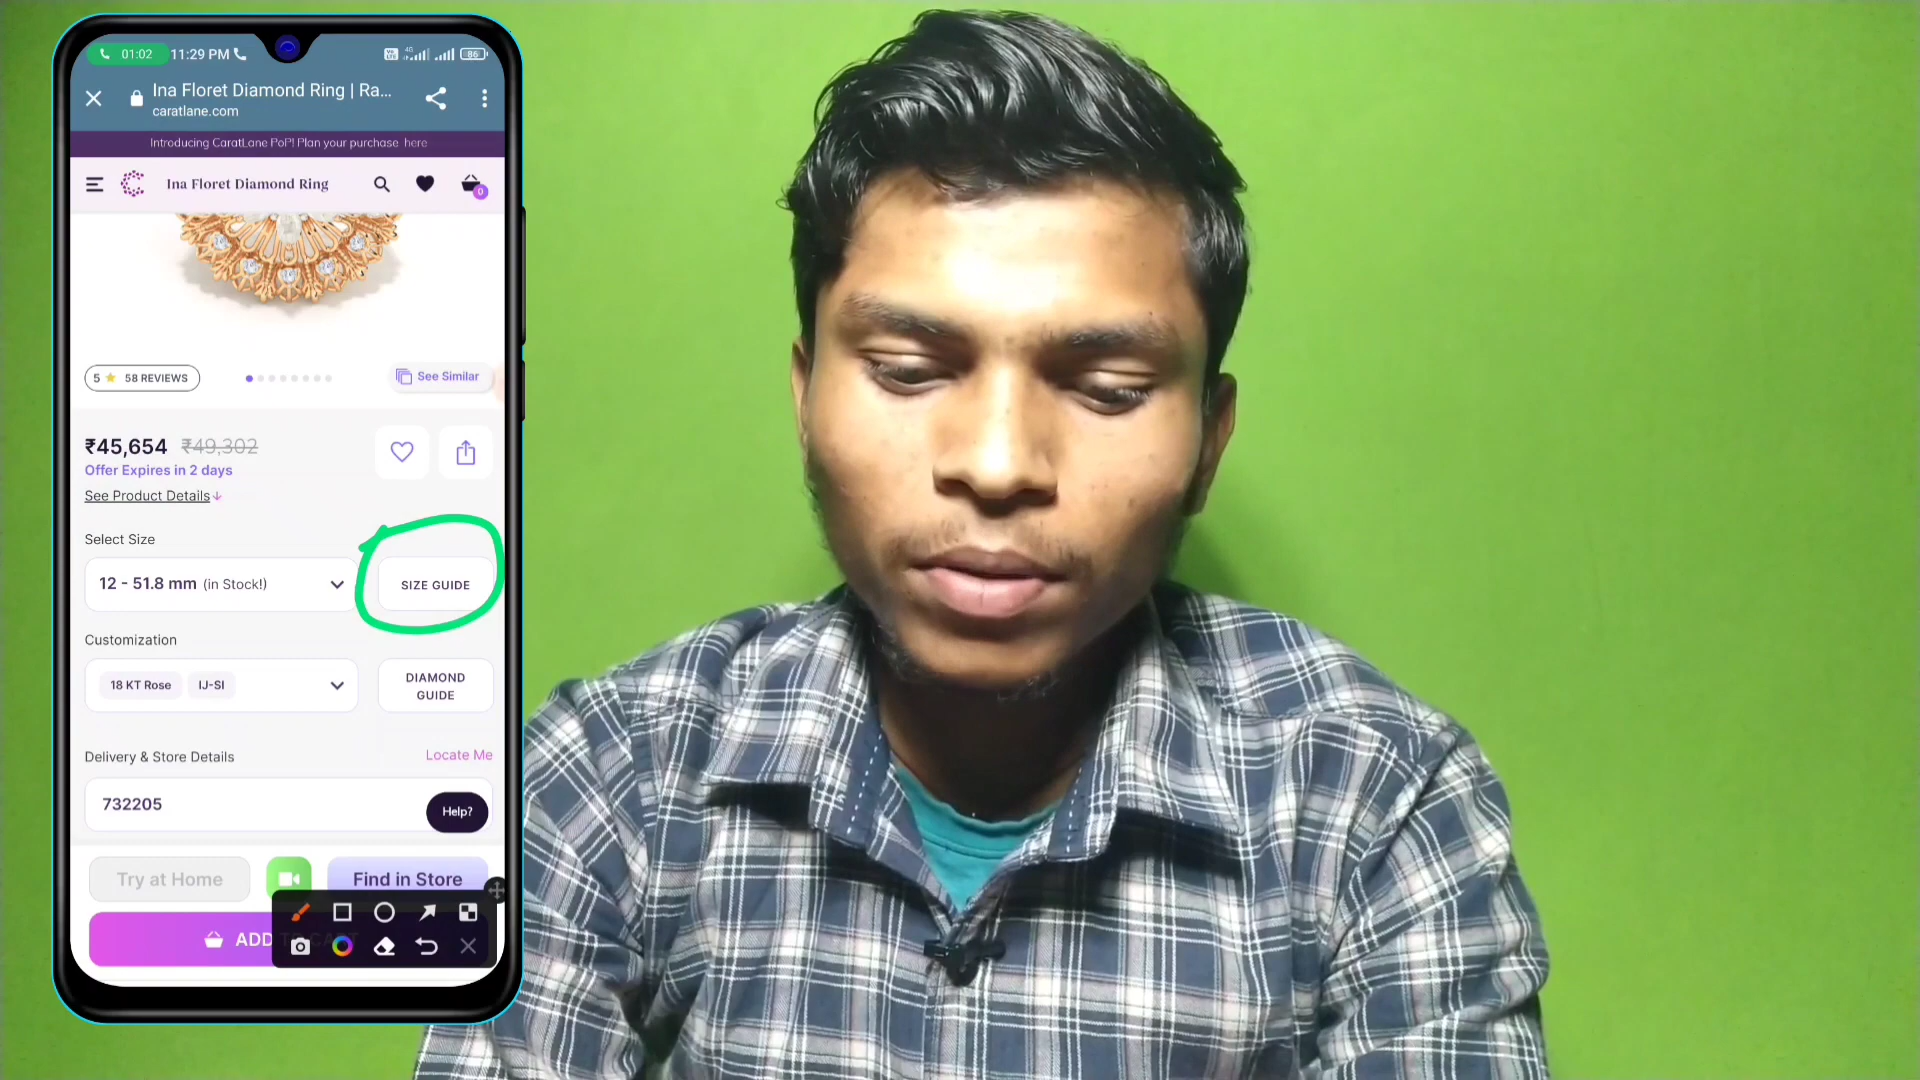 01:02 11:29 PM 4G 86
Ina Floret Diamond Ring | Ra...
caratlane.com
Introducing CaratLane PoP! Plan your purchase here
Ina Floret Diamond Ring 0
5 58 REVIEWS See Similar
₹45,654 ₹49,302
Offer Expires in 2 days
See Product Details
Select Size
12 - 51.8 mm (in Stock!) SIZE GUIDE
Customization
18 KT Rose IJ-SI DIAMOND
GUIDE
Delivery & Store Details Locate Me
732205 Help?
Try at Home Find in Store
ADD